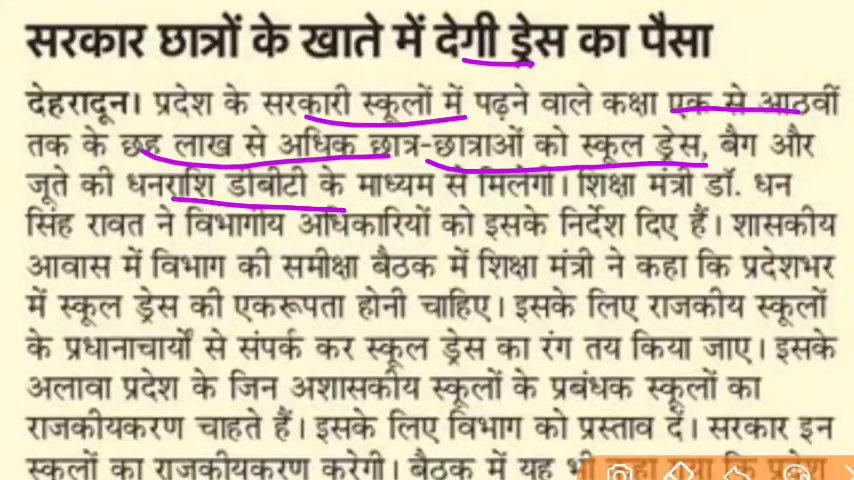 सरकार छात्रों के खाते में देगी ड्रेस का पैसा
देहरादून। प्रदेश के सरकारी स्कूलों में पढ़ने वाले कक्षा एक से आठवीं
तक के छह लाख से अधिक छात्र-छात्राओं को स्कूल ड्रेस, बैग और
जूते की धनराशि डीबीटी के माध्यम से मिलेगी। शिक्षा मंत्री डॉ. धन
सिंह रावत ने विभागीय अधिकारियों को इसके निर्देश दिए हैं। शासकीय
आवास में विभाग की समीक्षा बैठक में शिक्षा मंत्री ने कहा कि प्रदेशभर
में स्कूल ड्रेस की एकरूपता होनी चाहिए। इसके लिए राजकीय स्कूलों
के प्रधानाचार्यों से संपर्क कर स्कूल ड्रेस का रंग तय किया जाए। इसके
अलावा प्रदेश के जिन अशासकीय स्कूलों के प्रबंधक स्कूलों का
राजकीयकरण चाहते हैं। इसके लिए विभाग को प्रस्ताव दें। सरकार इन
स्कूलों का राजकीयकरण करेगी। बैठक में यह भी